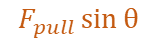 F_pull sin θ